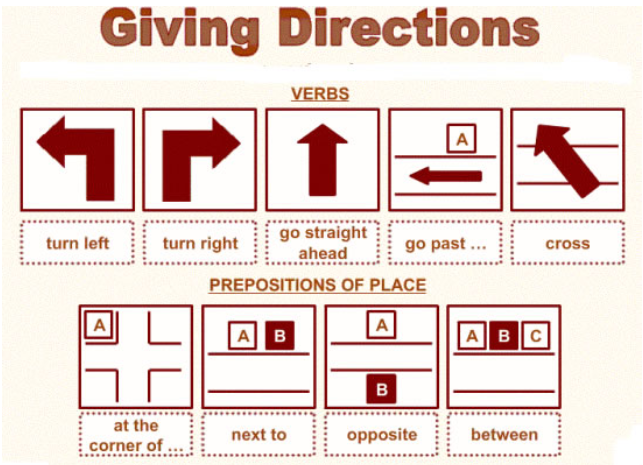 Giving Directions
VERBS
A
turn left
turn right
go straight
ahead
go past ...
cross
PREPOSITIONS OF PLACE
A
A B
A
B
A B C
at the
corner of ...
next to
opposite
between